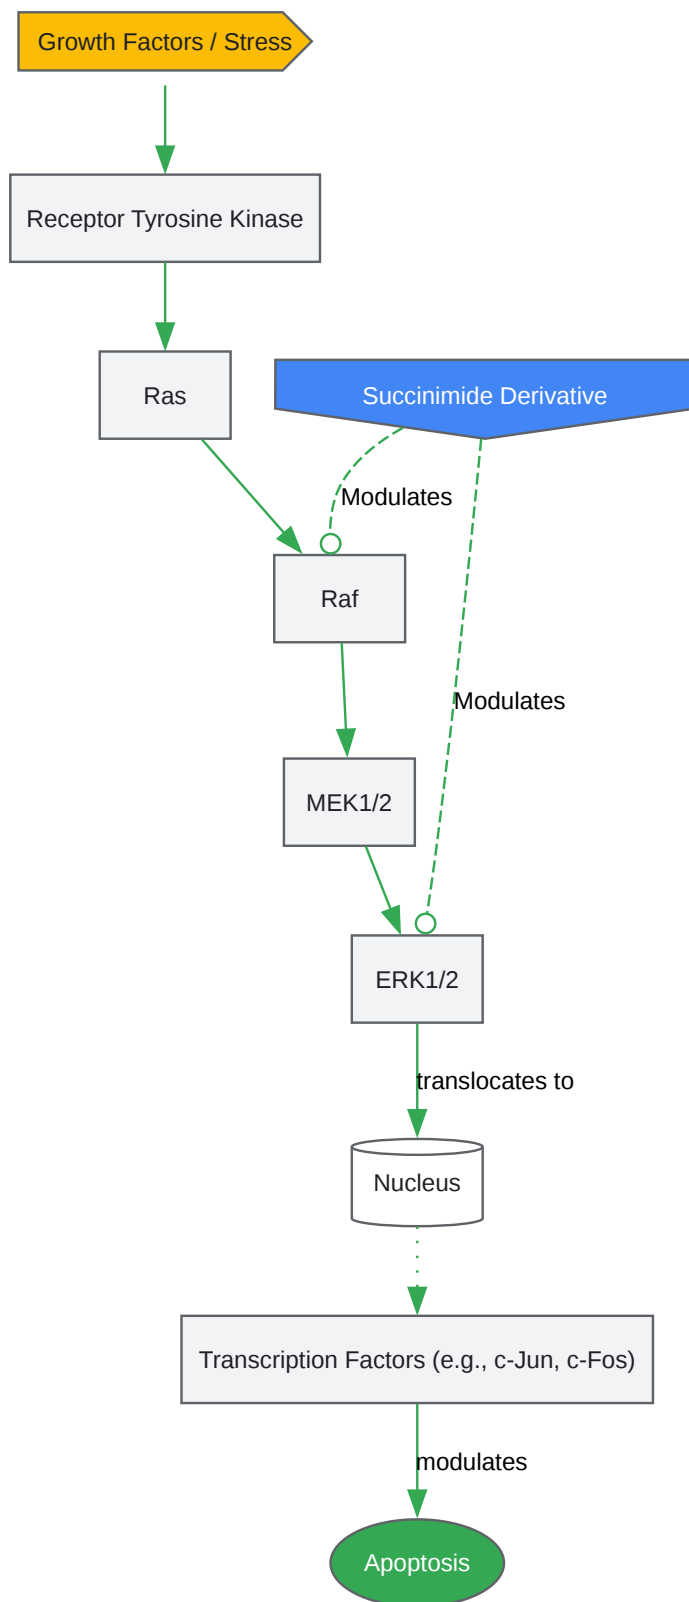 Growth Factors / Stress
Receptor Tyrosine Kinase
Ras
Succinimide Derivative
Modulates
Raf
Modulates
MEK1/2
ERK1/2
translocates to
Nucleus
Transcription Factors (e.g., c-Jun, c-Fos)
modulates
Apoptosis